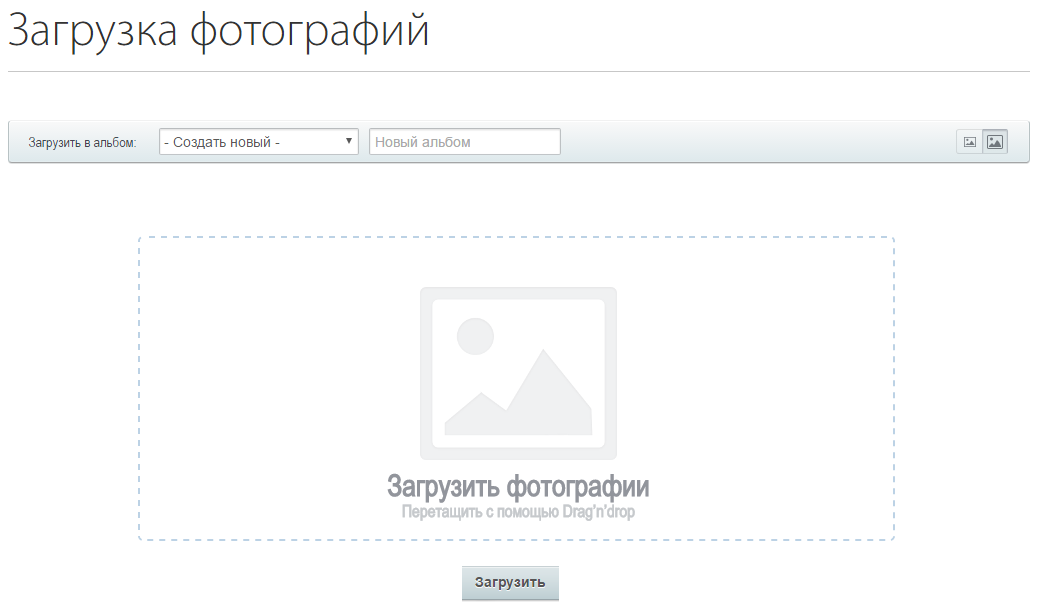 Загрузка фотографий
Загрузить в альбом: - Создать новый - Новый альбом
Загрузить фотографии
Перетащить с помощью Drag'n'drop
Загрузить